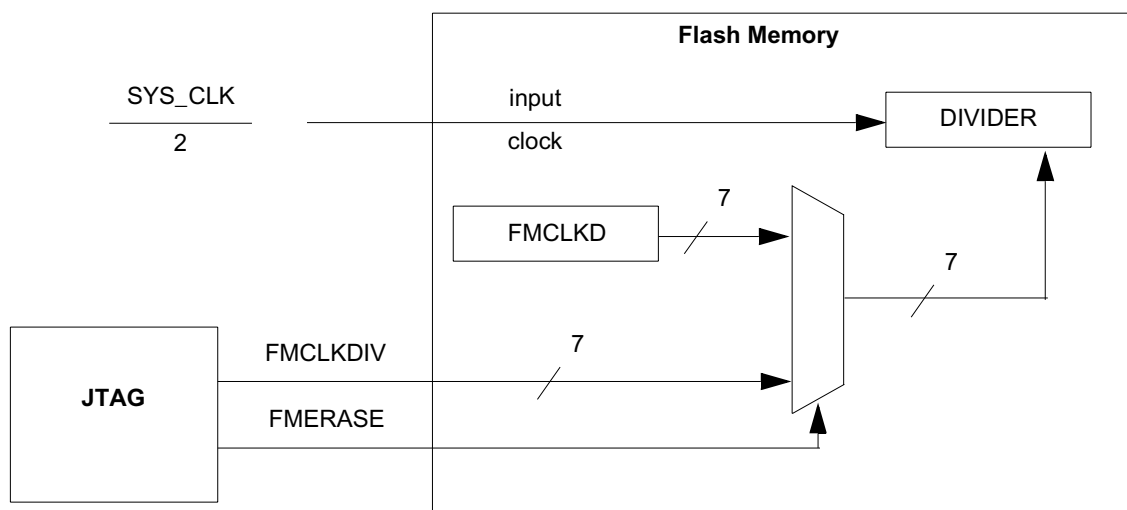 Flash Memory
SYS_CLK
2
input
clock
DIVIDER
7
FMCLKD
7
FMCLKDIV
7
JTAG
FMERASE